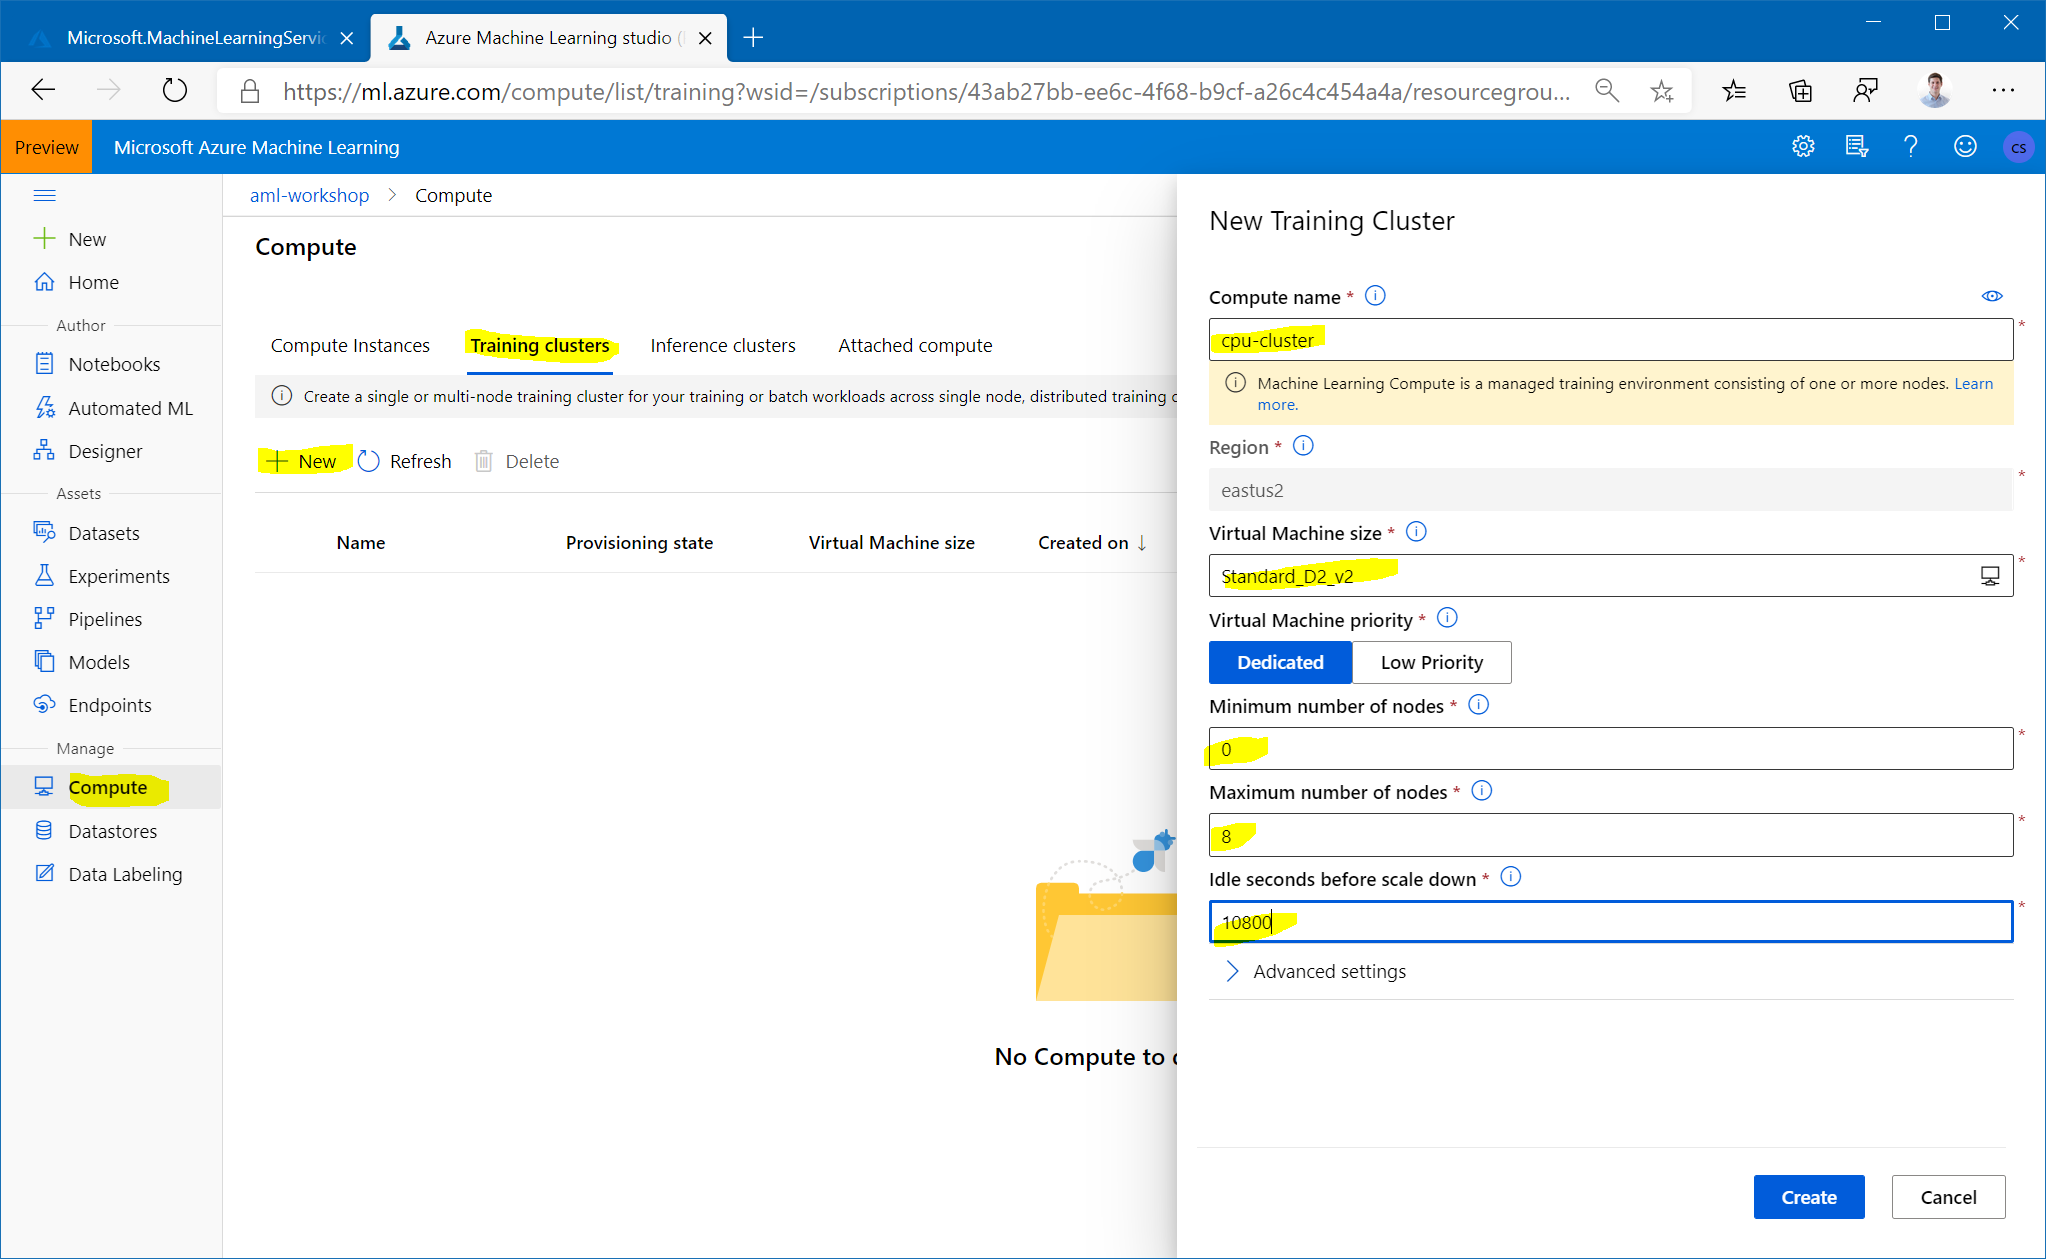 Microsoft.MachineLearningServic
Azure Machine Learning studio (
https://ml.azure.com/compute/list/training?wsid=/subscriptions/43ab27bb-ee6c-4f68-b9cf-a26c4c454a4a/resourcegrou...
Preview
Microsoft Azure Machine Learning
CS
New
Home
Author
Notebooks
Automated ML
Designer
Assets
Datasets
Experiments
Pipelines
Models
Endpoints
Manage
Compute
Datastores
Data Labeling
aml-workshop > Compute
Compute
Compute Instances Training clusters Inference clusters Attached compute
Create a single or multi-node training cluster for your training or batch workloads across single node, distributed training
New Refresh Delete
Name Provisioning state Virtual Machine size Created on ↓
No Compute to
New Training Cluster
Compute name *
cpu-cluster *
Machine Learning Compute is a managed training environment consisting of one or more nodes. Learn
more.
Region *
eastus2 *
Virtual Machine size *
Standard_D2_v2 *
Virtual Machine priority *
Dedicated Low Priority
Minimum number of nodes *
0 *
Maximum number of nodes *
8 *
Idle seconds before scale down *
10800 *
Advanced settings
Create Cancel